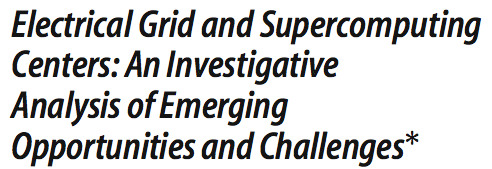 Electrical Grid and Supercomputing
Centers: An Investigative
Analysis of Emerging
Opportunities and Challenges*